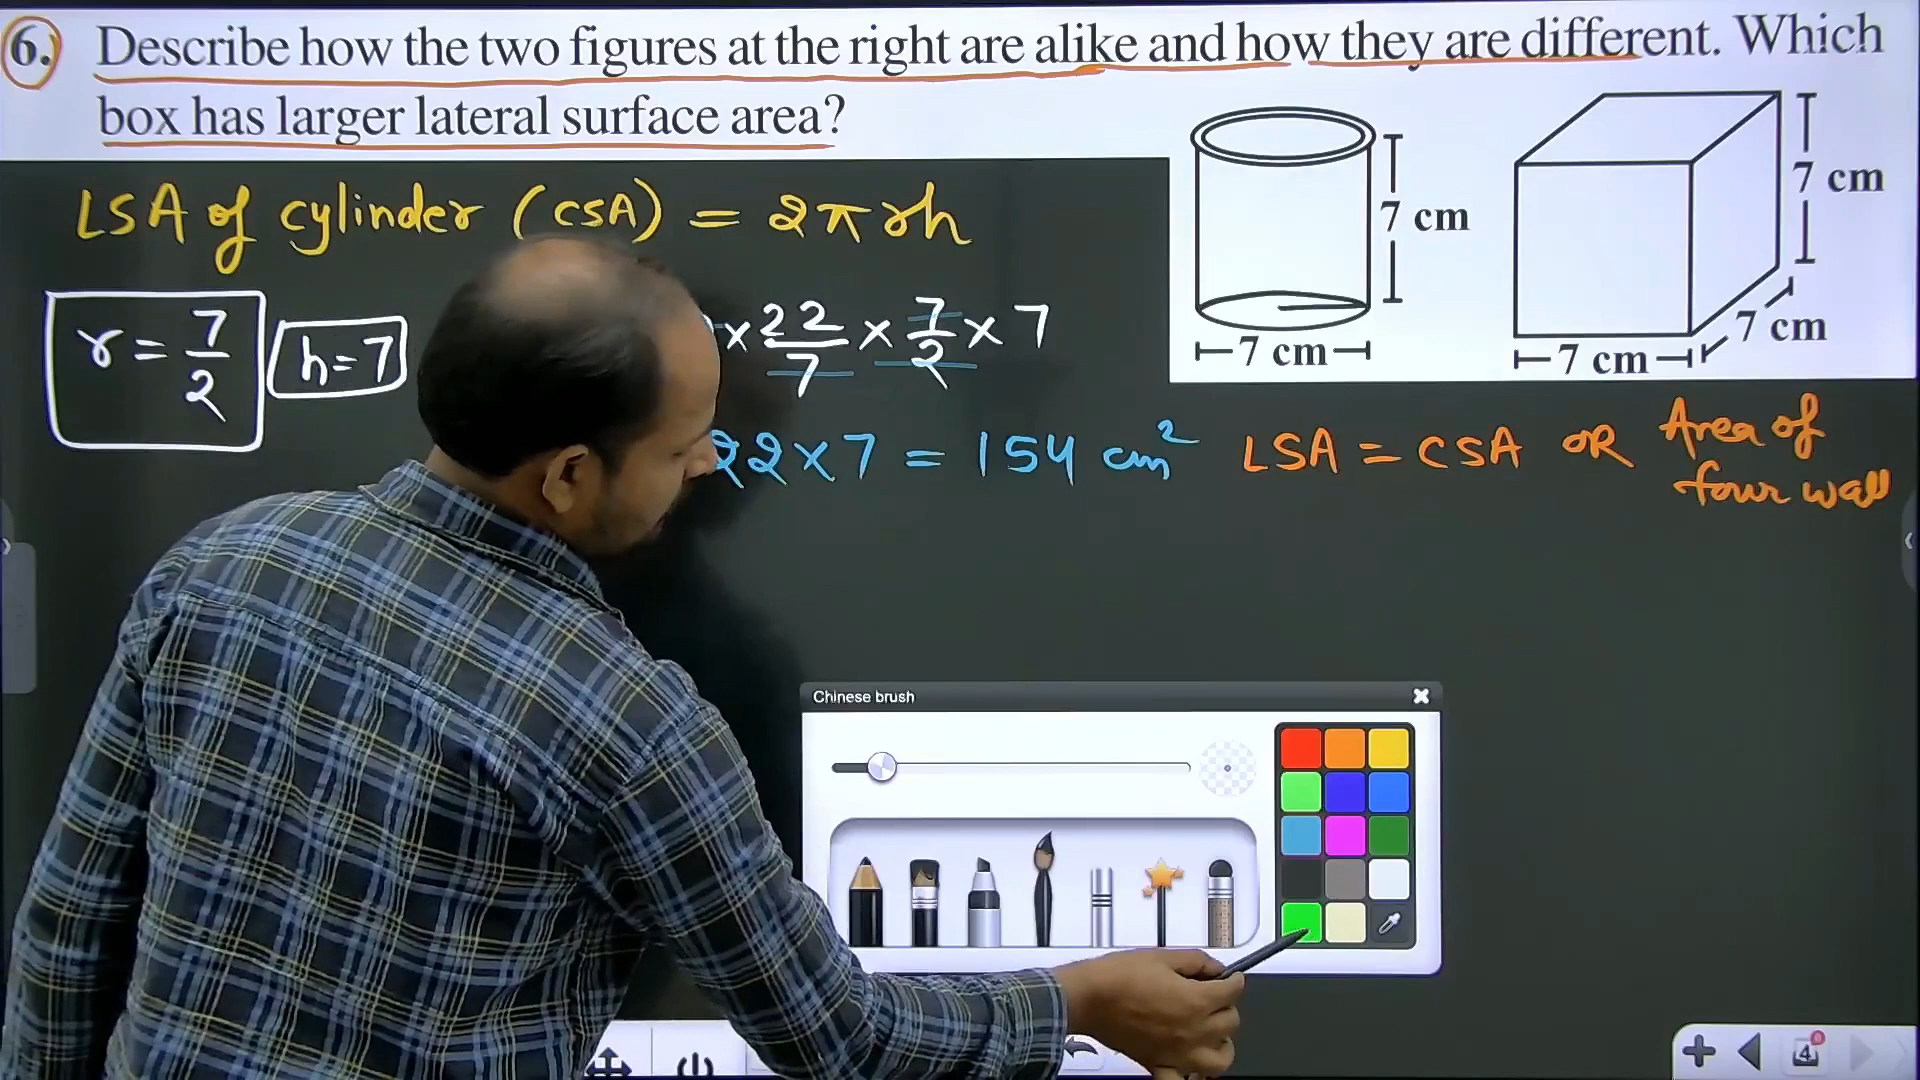 6. Describe how the two figures at the right are alike and how they are different. Which
box has larger lateral surface area?
7 cm
7 cm
7 cm
7 cm
7 cm
LSA of cylinder (CSA) = 2πrh
r = 7/2
h=7
× 22/7 × 7/2 × 7
22×7 = 154 cm²
LSA = CSA OR Area of
four wall
Chinese brush
4